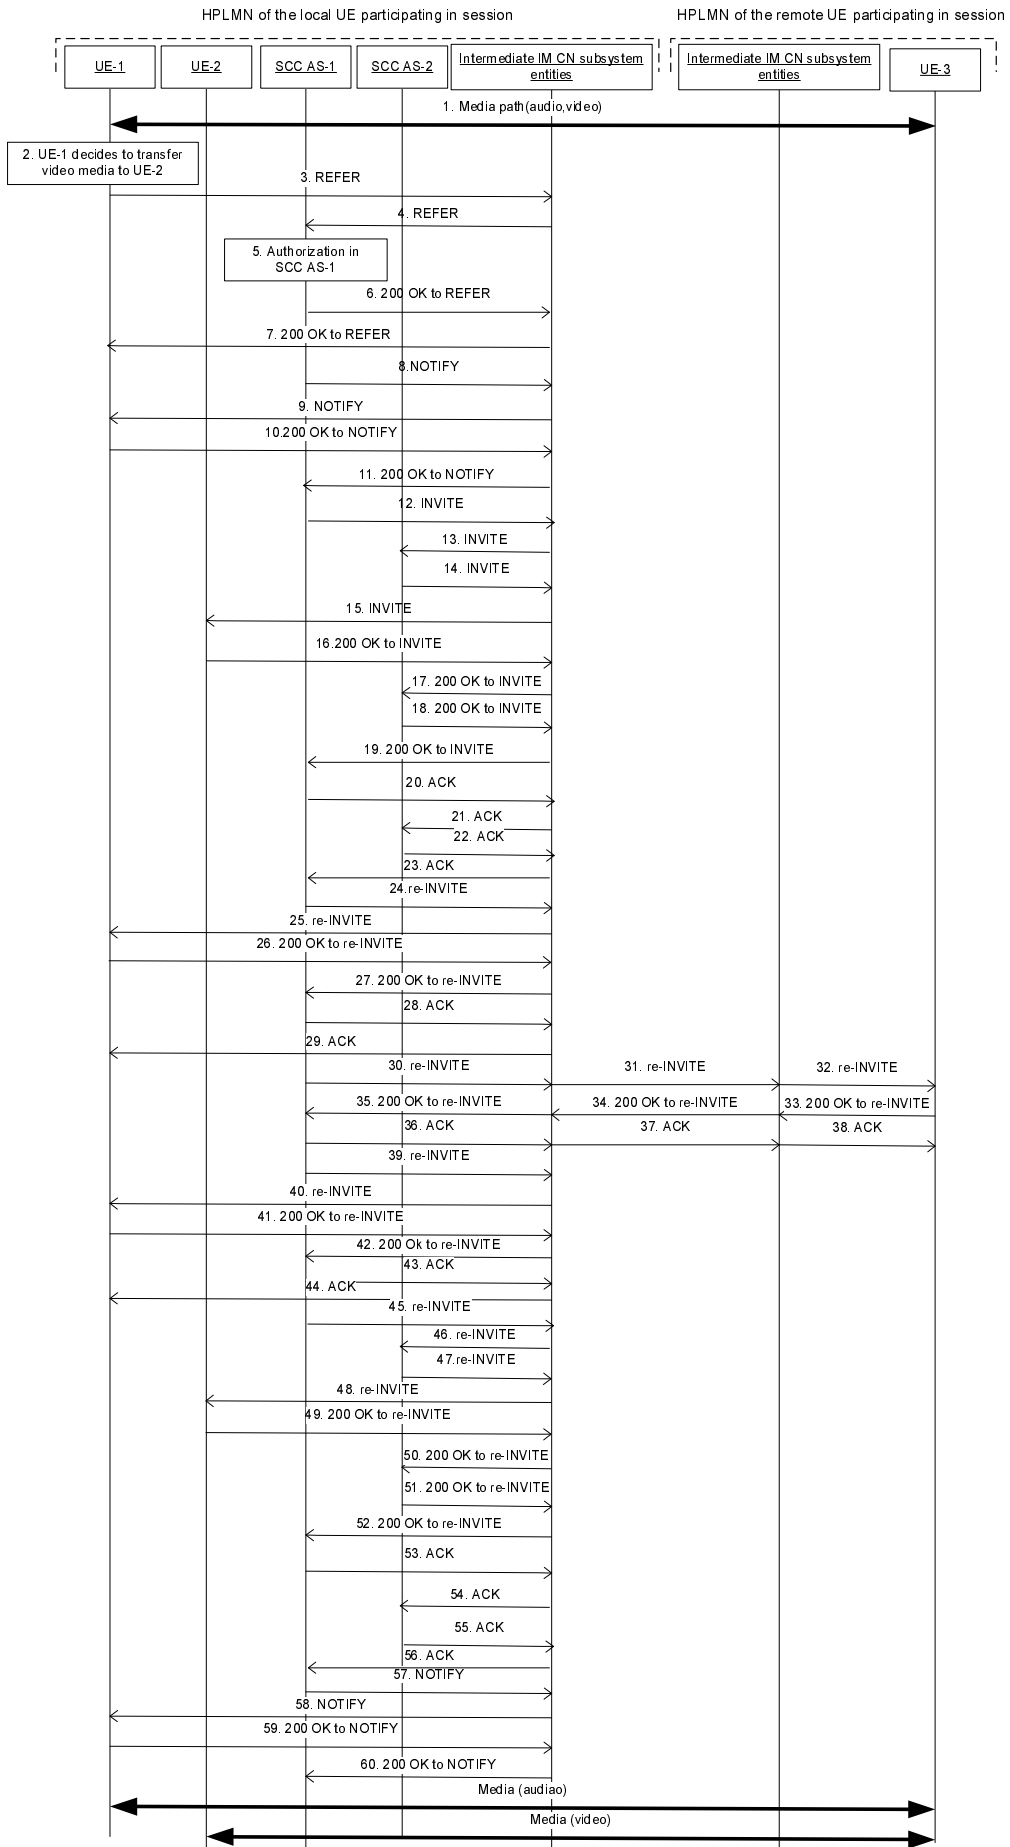 HPLMN of the local UE participating in session
HPLMN of the remote UE participating in session
UE-1
UE-2
SCC AS-1
SCC AS-2
Intermediate IM CN subsystem
entities
Intermediate IM CN subsystem
entities
UE-3
1. Media path(audio,video)
2. UE-1 decides to transfer
video media to UE-2
3. REFER
4. REFER
5. Authorization in
SCC AS-1
6. 200 OK to REFER
7. 200 OK to REFER
8.NOTIFY
9. NOTIFY
10.200 OK to NOTIFY
11. 200 OK to NOTIFY
12. INVITE
13. INVITE
14. INVITE
15. INVITE
16.200 OK to INVITE
17. 200 OK to INVITE
18. 200 OK to INVITE
19. 200 OK to INVITE
20. ACK
21. ACK
22. ACK
23. ACK
24.re-INVITE
25. re-INVITE
26. 200 OK to re-INVITE
27. 200 OK to re-INVITE
28. ACK
29. ACK
30. re-INVITE
31. re-INVITE
32. re-INVITE
35. 200 OK to re-INVITE
34. 200 OK to re-INVITE
33. 200 OK to re-INVITE
36. ACK
37. ACK
38. ACK
39. re-INVITE
40. re-INVITE
41. 200 OK to re-INVITE
42. 200 Ok to re-INVITE
43. ACK
44. ACK
45. re-INVITE
46. re-INVITE
47.re-INVITE
48. re-INVITE
49. 200 OK to re-INVITE
50. 200 OK to re-INVITE
51. 200 OK to re-INVITE
52. 200 OK to re-INVITE
53. ACK
54. ACK
55. ACK
56. ACK
57. NOTIFY
58. NOTIFY
59. 200 OK to NOTIFY
60. 200 OK to NOTIFY
Media (audiao)
Media (video)